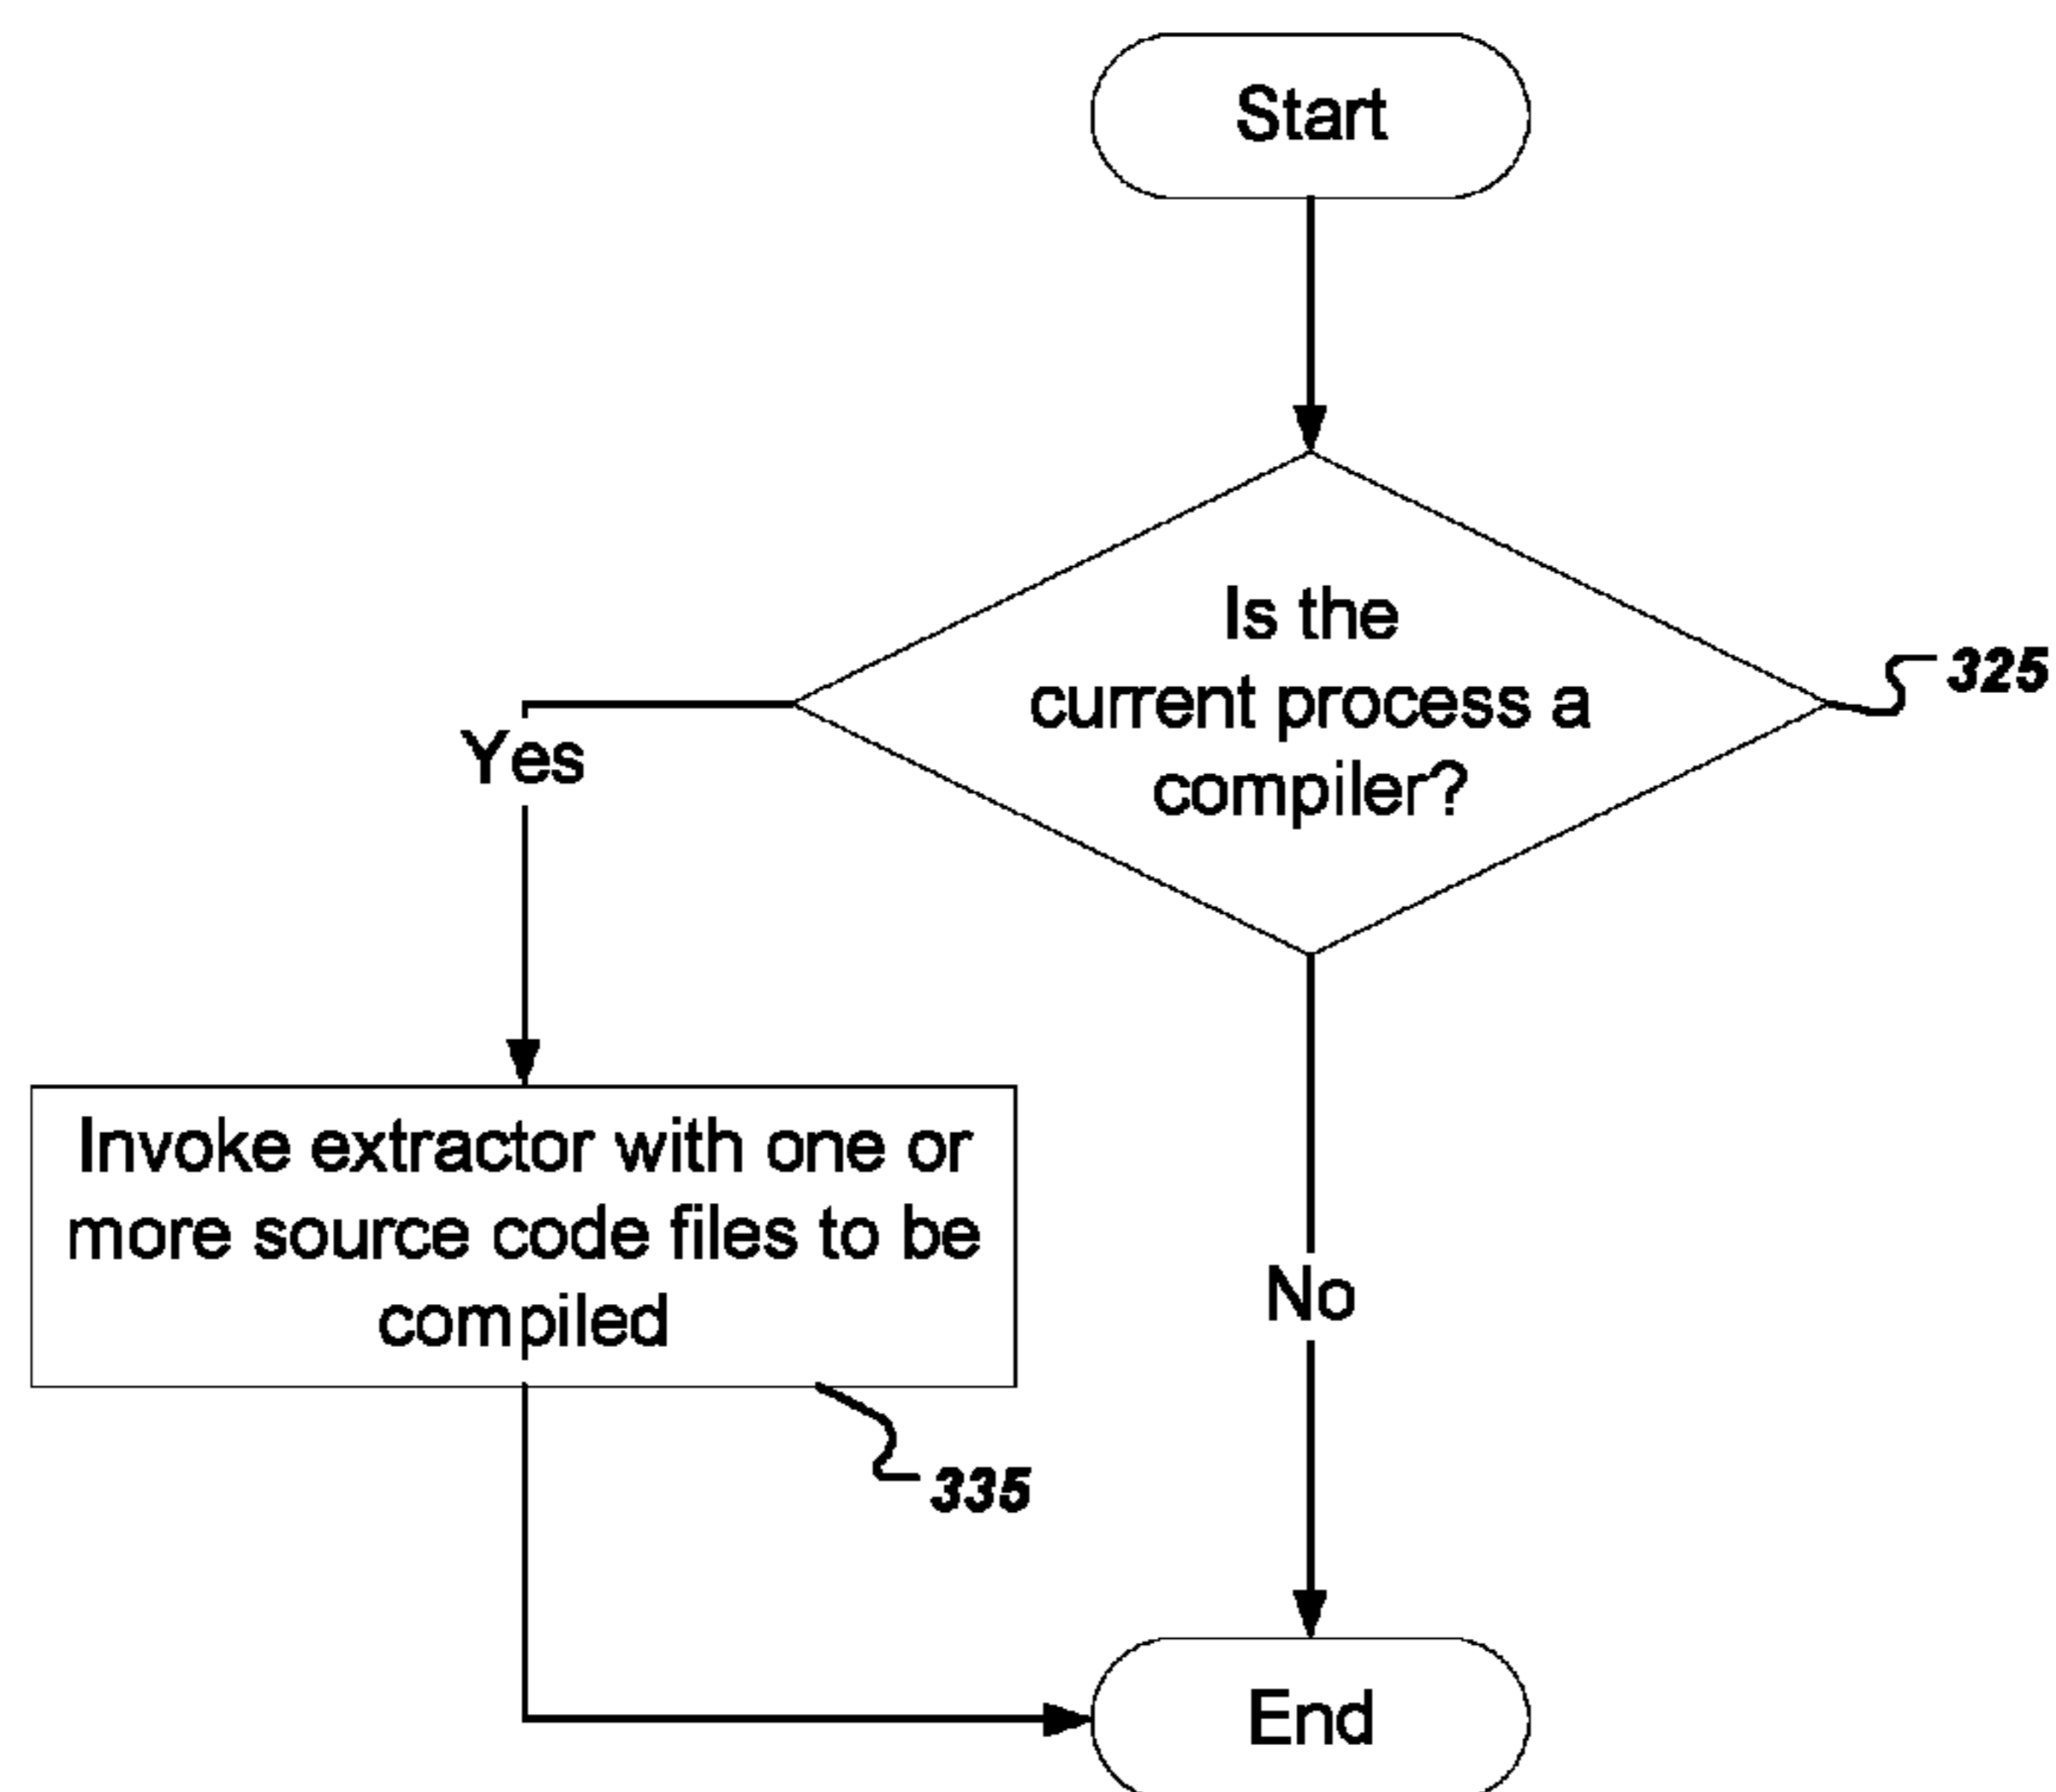 Start
Is the
current process a
compiler?
325
Yes
Invoke extractor with one or
more source code files to be
compiled
335
No
End